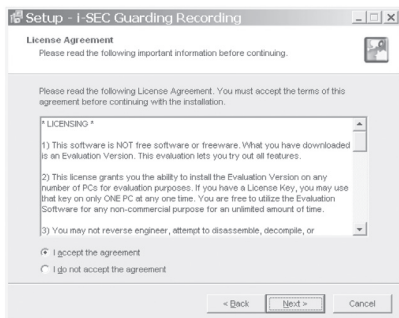 Setup - i-SEC Guarding Recording
License Agreement
Please read the following important information before continuing.
Please read the following License Agreement. You must accept the terms of this
agreement before continuing with the installation.
* LICENSING *
1) This software is NOT free software or freeware. What you have downloaded
is an Evaluation Version. This evaluation lets you try out all features.
2) This license grants you the ability to install the Evaluation Version on any
number of PCs for evaluation purposes. If you have a License Key, you may use
that key on only ONE PC at any one time. You are free to utilize the Evaluation
Software for any non-commercial purpose for an unlimited amount of time.
3) You may not reverse engineer, attempt to disassemble, decompile, or
I accept the agreement
I do not accept the agreement
< Back Next > Cancel